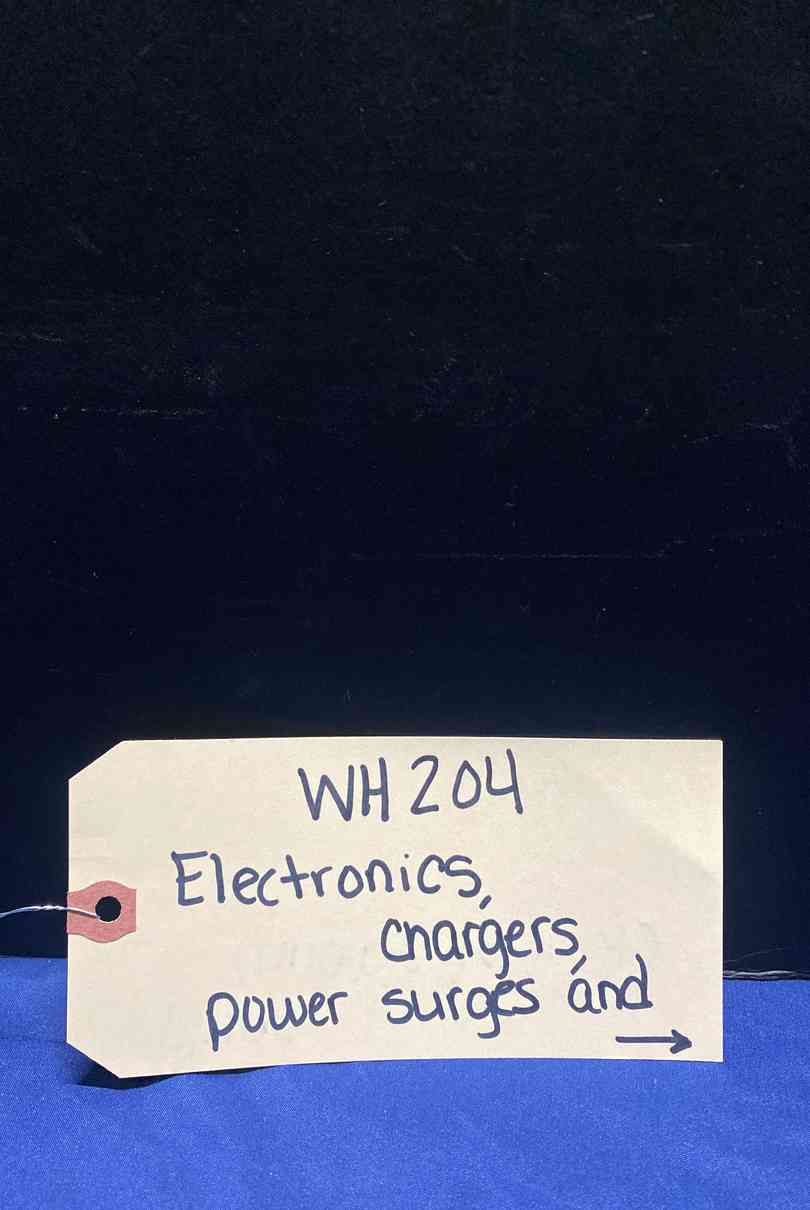 WH 204
Electronics,
chargers,
power surges and
→